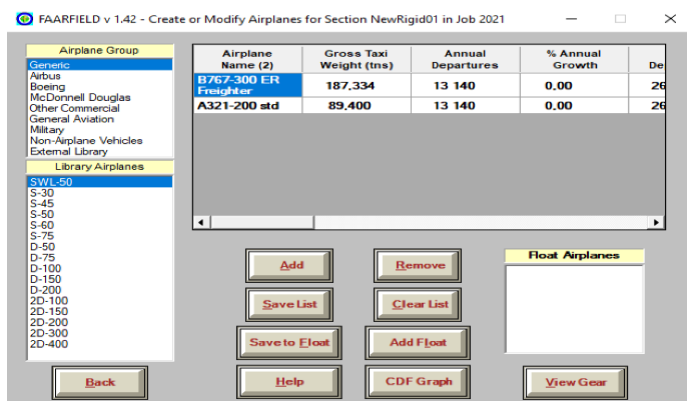 FAARFIELD v 1.42 - Create or Modify Airplanes for Section NewRigid01 in Job 2021
Airplane Group
Generic
Airbus
Boeing
McDonnell Douglas
Other Commercial
General Aviation
Military
Non-Airplane Vehicles
External Library
Library Airplanes
SWL-50
S-30
S-45
S-50
S-60
S-75
D-50
D-75
D-100
D-150
D-200
2D-100
2D-150
2D-200
2D-300
2D-400
Airplane Name (2) Gross Taxi Weight (tns) Annual Departures % Annual Growth De
B767-300 ER Freighter 187,334 13 140 0,00 26
A321-200 std 89,400 13 140 0,00 26
Add
Remove
Save List
Clear List
Save to Float
Add Float
Help
CDF Graph
Back
Float Airplanes
View Gear